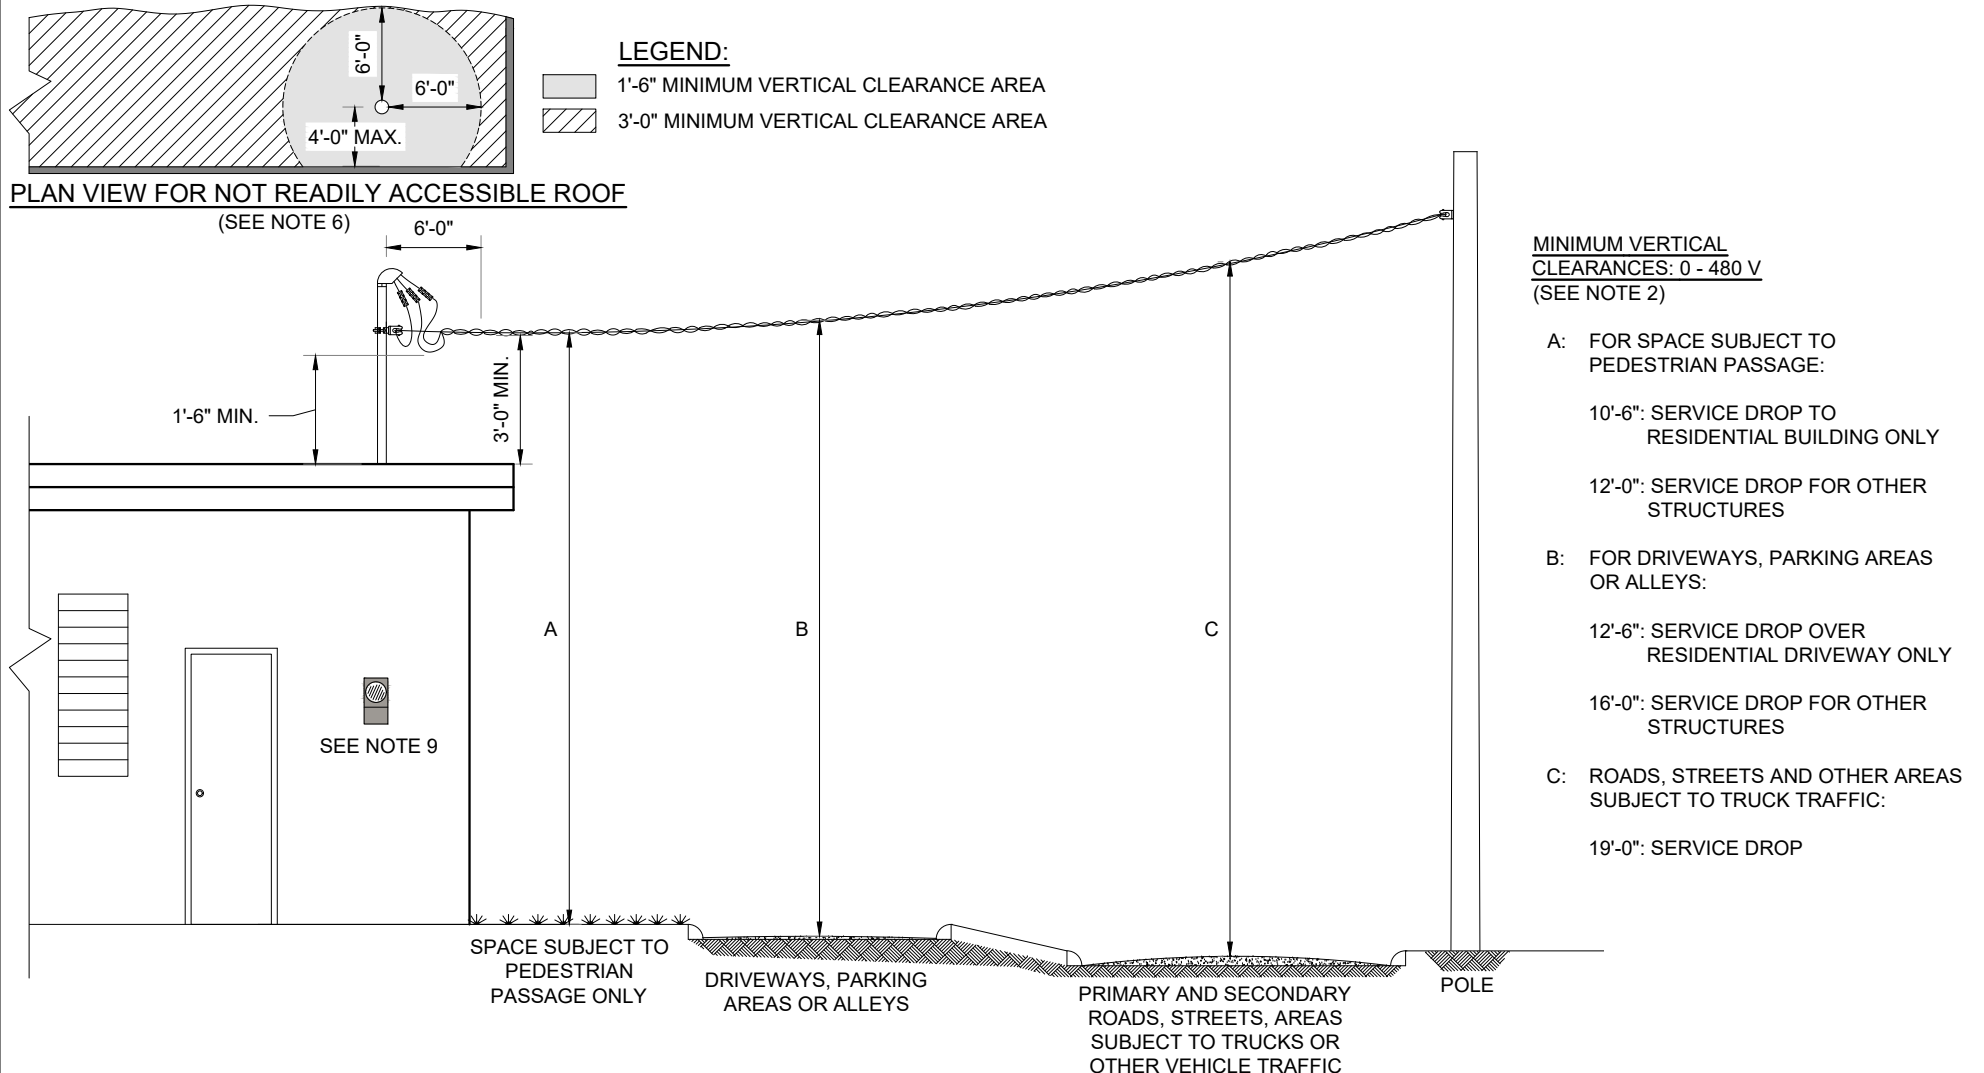 6'-0"
6'-0"
4'-0" MAX.
PLAN VIEW FOR NOT READILY ACCESSIBLE ROOF
(SEE NOTE 6)
LEGEND:
1'-6" MINIMUM VERTICAL CLEARANCE AREA
3'-0" MINIMUM VERTICAL CLEARANCE AREA
6'-0"
1'-6" MIN.
3'-0" MIN.
A
B
C
SEE NOTE 9
SPACE SUBJECT TO
PEDESTRIAN
PASSAGE ONLY
DRIVEWAYS, PARKING
AREAS OR ALLEYS
PRIMARY AND SECONDARY
ROADS, STREETS, AREAS
SUBJECT TO TRUCKS OR
OTHER VEHICLE TRAFFIC
POLE
MINIMUM VERTICAL
CLEARANCES: 0 - 480 V
(SEE NOTE 2)
A: FOR SPACE SUBJECT TO
PEDESTRIAN PASSAGE:
10'-6": SERVICE DROP TO
RESIDENTIAL BUILDING ONLY
12'-0": SERVICE DROP FOR OTHER
STRUCTURES
B: FOR DRIVEWAYS, PARKING AREAS
OR ALLEYS:
12'-6": SERVICE DROP OVER
RESIDENTIAL DRIVEWAY ONLY
16'-0": SERVICE DROP FOR OTHER
STRUCTURES
C: ROADS, STREETS AND OTHER AREAS
SUBJECT TO TRUCK TRAFFIC:
19'-0": SERVICE DROP